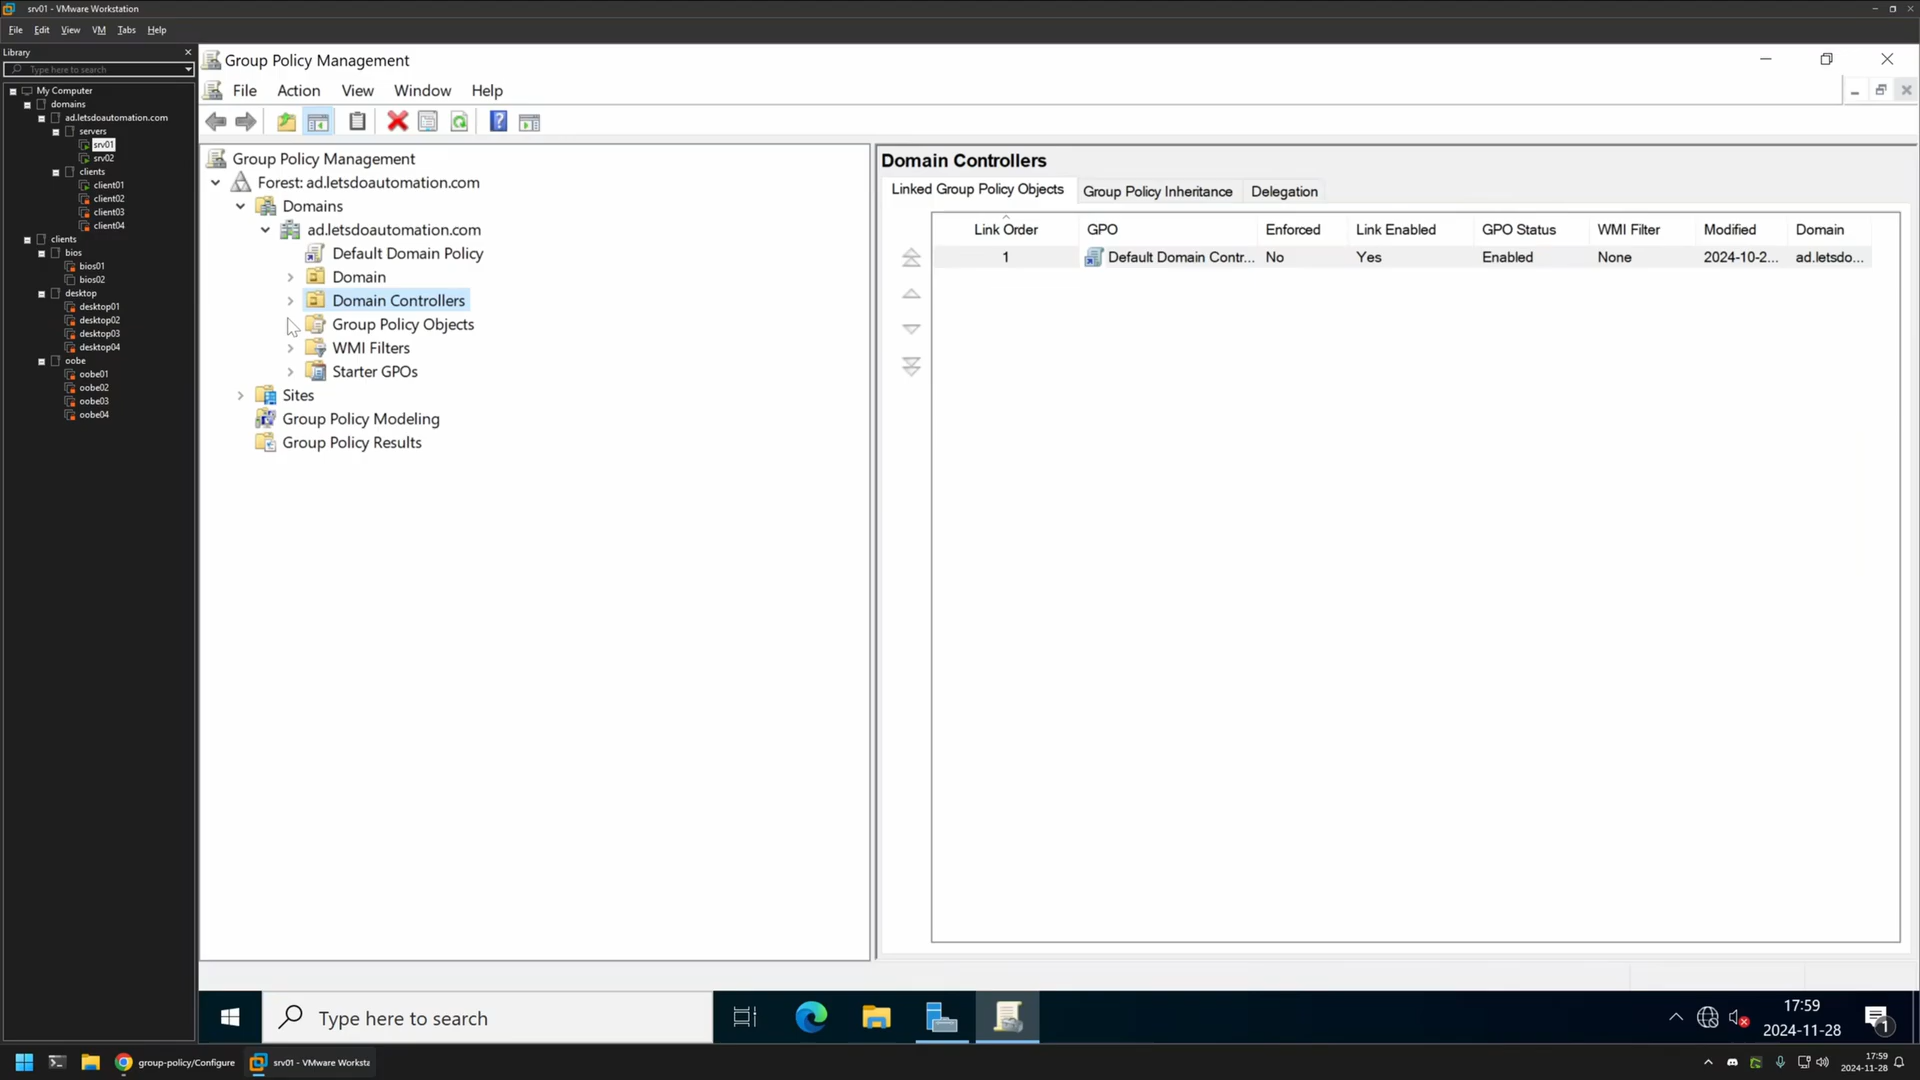 srv01 - VMware Workstation
File Edit View VM Tabs Help
Library
Type here to search
My Computer
domains
ad.letsdoautomation.com
servers
srv01
srv02
clients
client01
client02
client03
client04
clients
bios
bios01
bios02
desktop
desktop01
desktop02
desktop03
desktop04
oobe
oobe01
oobe02
oobe03
oobe04
Group Policy Management
File Action View Window Help
Group Policy Management
Forest: ad.letsdoautomation.com
Domains
ad.letsdoautomation.com
Default Domain Policy
Domain
Domain Controllers
Group Policy Objects
WMI Filters
Starter GPOs
Sites
Group Policy Modeling
Group Policy Results
Domain Controllers
Linked Group Policy Objects Group Policy Inheritance Delegation
Link Order GPO Enforced Link Enabled GPO Status WMI Filter Modified Domain
1 Default Domain Contr... No Yes Enabled None 2024-10-2... ad.letsdo...
Type here to search
17:59
2024-11-28
1
group-policy/Configure
srv01 - VMware Worksta
17:59
2024-11-28